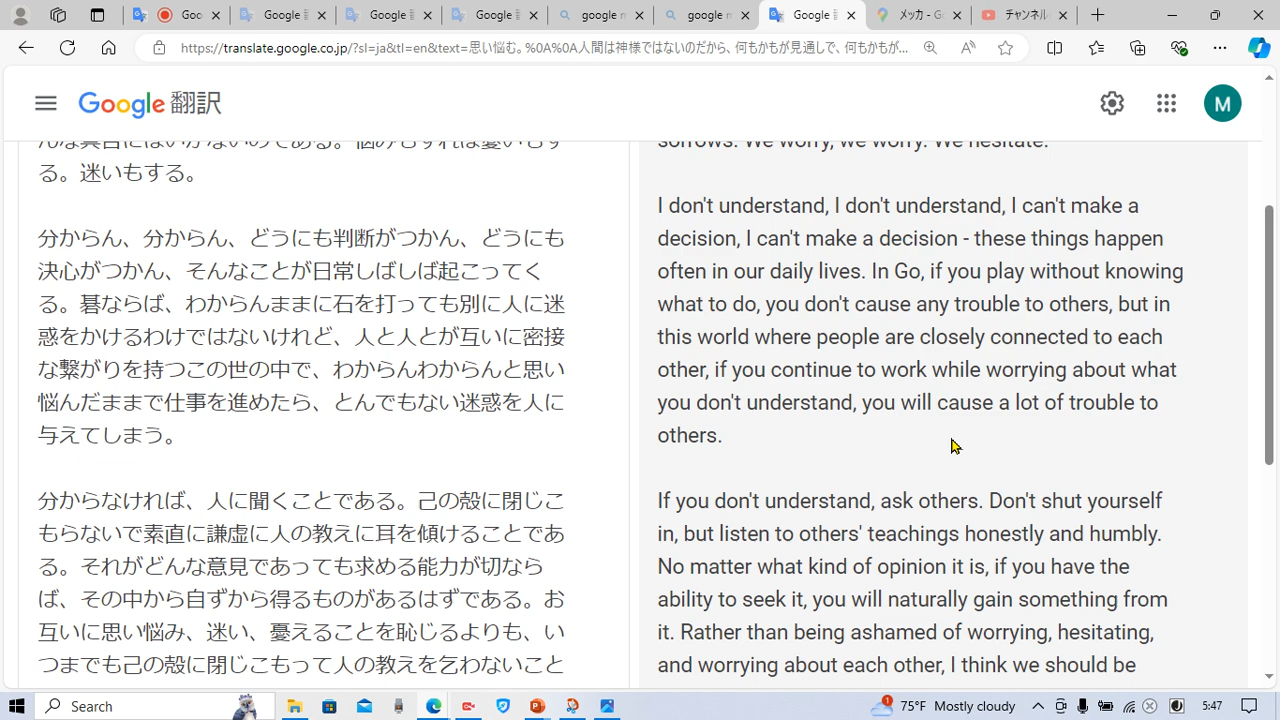 Goo
Google 
Google 
Google 
google m
google m
Google 
メッカ - G
チャンネル
https://translate.google.co.jp/?sl=ja&tl=en&text=思い悩む。%0A%0A人間は神様ではないのだから、何もかもが見通しで、何もかもが...
Google 翻訳
M
る。迷いもする。
分からん、分からん、どうにも判断がつかん、どうにも
決心がつかん、そんなことが日常しばしば起こってく
る。碁ならば、わからんままに石を打っても別に人に迷
惑をかけるわけではないけれど、人と人とが互いに密接
な繋がりを持つこの世の中で、わからんわからんと思い
悩んだままで仕事を進めたら、とんでもない迷惑を人に
与えてしまう。
分からなければ、人に聞くことである。己の殻に閉じこ
もらないで素直に謙虚に人の教えに耳を傾けることであ
る。それがどんな意見であっても求める能力が切なら
ば、その中から自ずから得るものがあるはずである。お
互いに思い悩み、迷い、憂えることを恥じるよりも、い
つまでも己の殻に閉じこもって人の教えを乞わないこと
sorrows. We worry, we worry. We hesitate.
I don't understand, I don't understand, I can't make a
decision, I can't make a decision - these things happen
often in our daily lives. In Go, if you play without knowing
what to do, you don't cause any trouble to others, but in
this world where people are closely connected to each
other, if you continue to work while worrying about what
you don't understand, you will cause a lot of trouble to
others.
If you don't understand, ask others. Don't shut yourself
in, but listen to others' teachings honestly and humbly.
No matter what kind of opinion it is, if you have the
ability to seek it, you will naturally gain something from
it. Rather than being ashamed of worrying, hesitating,
and worrying about each other, I think we should be
Search
75°F Mostly cloudy
5:47